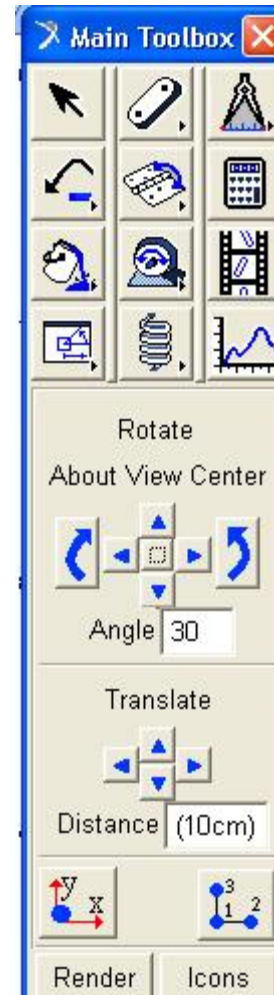 Main Toolbox
Rotate
About View Center
Angle 30
Translate
Distance (10cm)
y
x
3
1 2
Render Icons